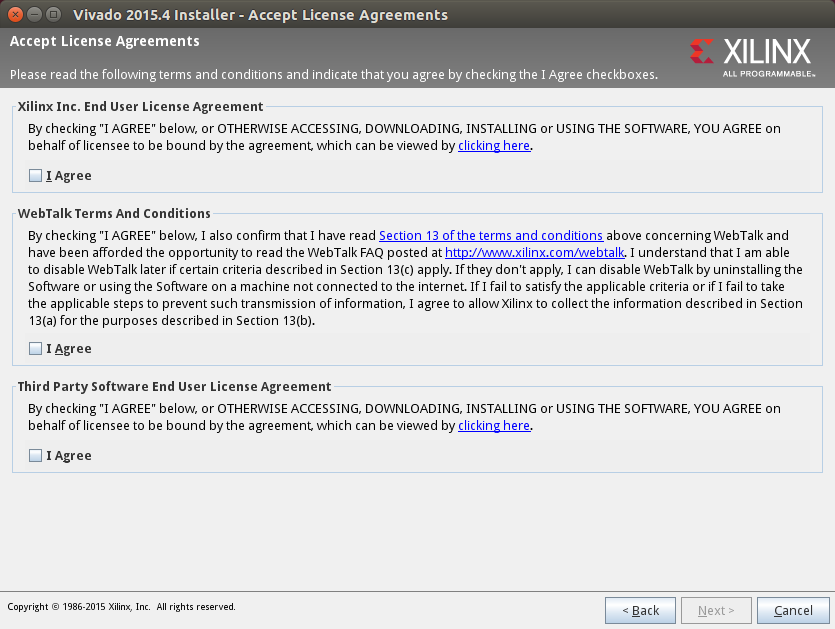 Vivado 2015.4 Installer - Accept License Agreements
Accept License Agreements
Please read the following terms and conditions and indicate that you agree by checking the I Agree checkboxes.
XILINX
ALL PROGRAMMABLE™
Xilinx Inc. End User License Agreement
By checking "I AGREE" below, or OTHERWISE ACCESSING, DOWNLOADING, INSTALLING or USING THE SOFTWARE, YOU AGREE on
behalf of licensee to be bound by the agreement, which can be viewed by clicking here.
I Agree
WebTalk Terms And Conditions
By checking "I AGREE" below, I also confirm that I have read Section 13 of the terms and conditions above concerning WebTalk and
have been afforded the opportunity to read the WebTalk FAQ posted at http://www.xilinx.com/webtalk. I understand that I am able
to disable WebTalk later if certain criteria described in Section 13(c) apply. If they don't apply, I can disable WebTalk by uninstalling the
Software or using the Software on a machine not connected to the internet. If I fail to satisfy the applicable criteria or if I fail to take
the applicable steps to prevent such transmission of information, I agree to allow Xilinx to collect the information described in Section
13(a) for the purposes described in Section 13(b).
I Agree
Third Party Software End User License Agreement
By checking "I AGREE" below, or OTHERWISE ACCESSING, DOWNLOADING, INSTALLING or USING THE SOFTWARE, YOU AGREE on
behalf of licensee to be bound by the agreement, which can be viewed by clicking here.
I Agree
Copyright © 1986-2015 Xilinx, Inc. All rights reserved.
< Back
Next >
Cancel